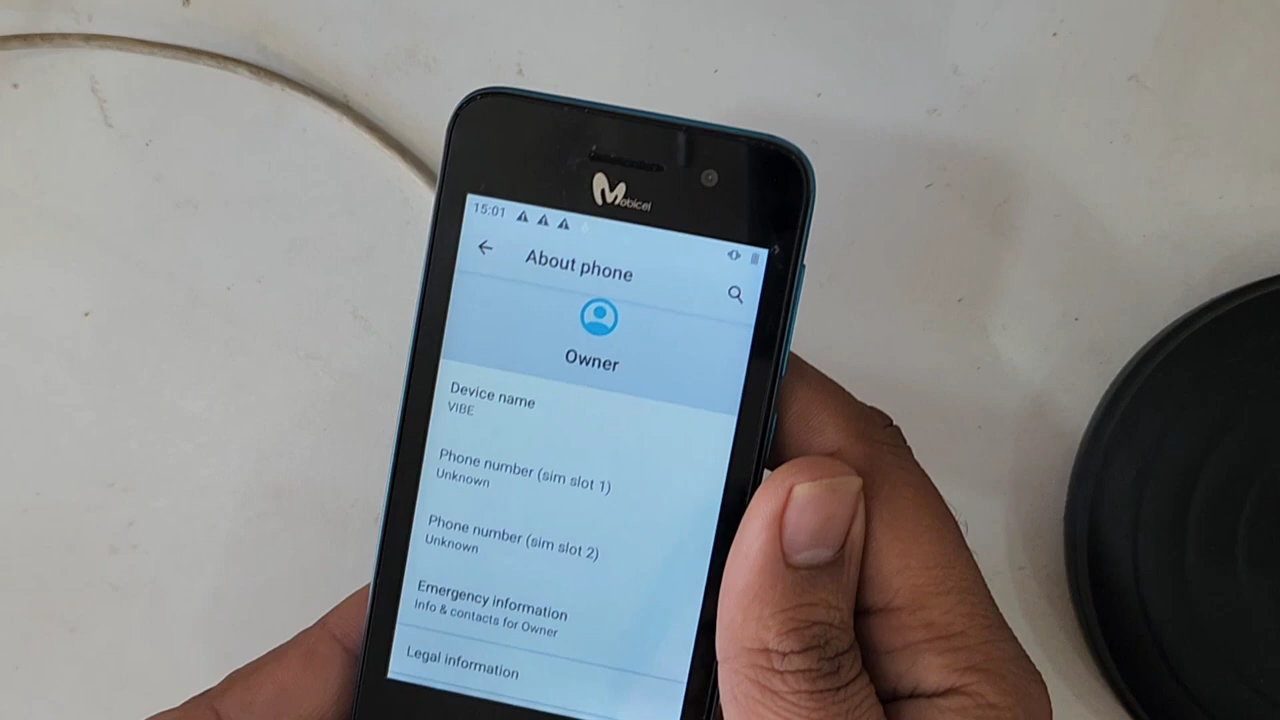 Mobicel
15:01
About phone
Owner
Device name
VIBE
Phone number (sim slot 1)
Unknown
Phone number (sim slot 2)
Unknown
Emergency information
Info & contacts for Owner
Legal information